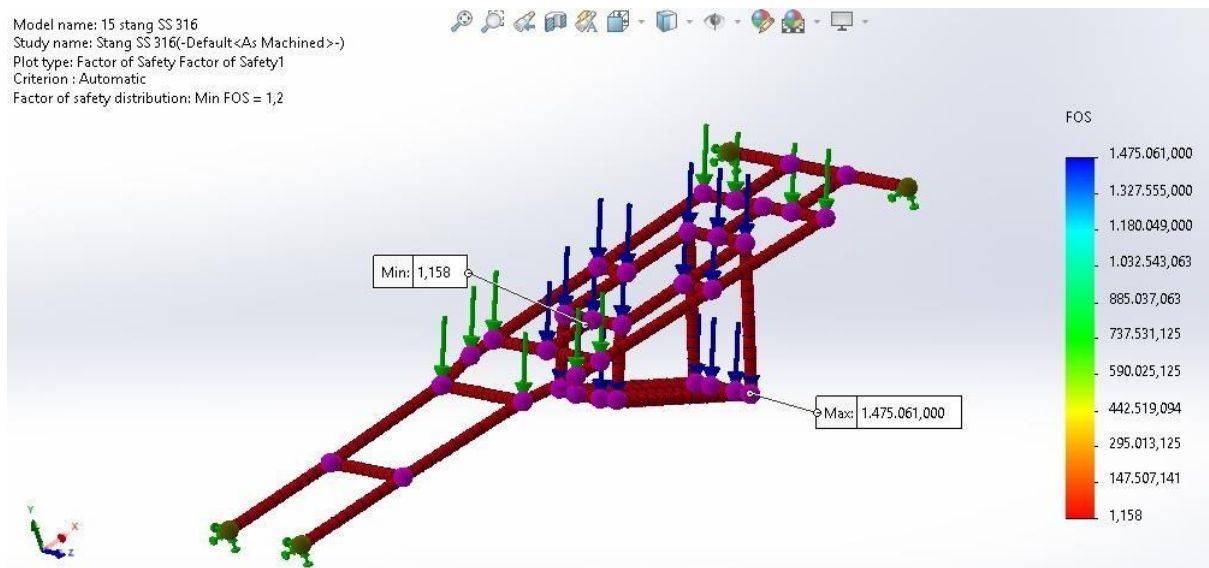 Model name: 15 stang SS 316
Study name: Stang SS 316(-Default<As Machined>-)
Plot type: Factor of Safety Factor of Safety1
Criterion : Automatic
Factor of safety distribution: Min FOS = 1,2
FOS
1.475.061,000
1.327.555,000
1.180.049,000
1.032.543,063
885.037,063
737.531,125
590.025,125
442.519,094
295.013,125
147.507,141
1,158
Min: 1,158
Max: 1.475.061,000
Y
X
Z